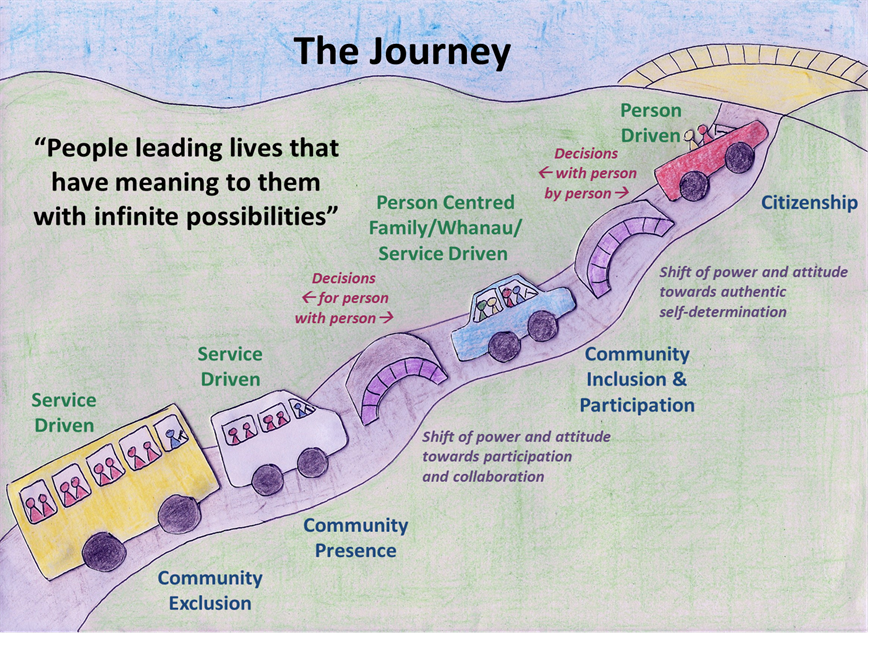 The Journey
“People leading lives that
have meaning to them
with infinite possibilities”
Person
Driven
Decisions
← with person
by person →
Citizenship
Person Centred
Family/Whanau/
Service Driven
Shift of power and attitude
towards authentic
self-determination
Decisions
← for person
with person →
Service
Driven
Community
Inclusion &
Participation
Service
Driven
Shift of power and attitude
towards participation
and collaboration
Community
Presence
Community
Exclusion